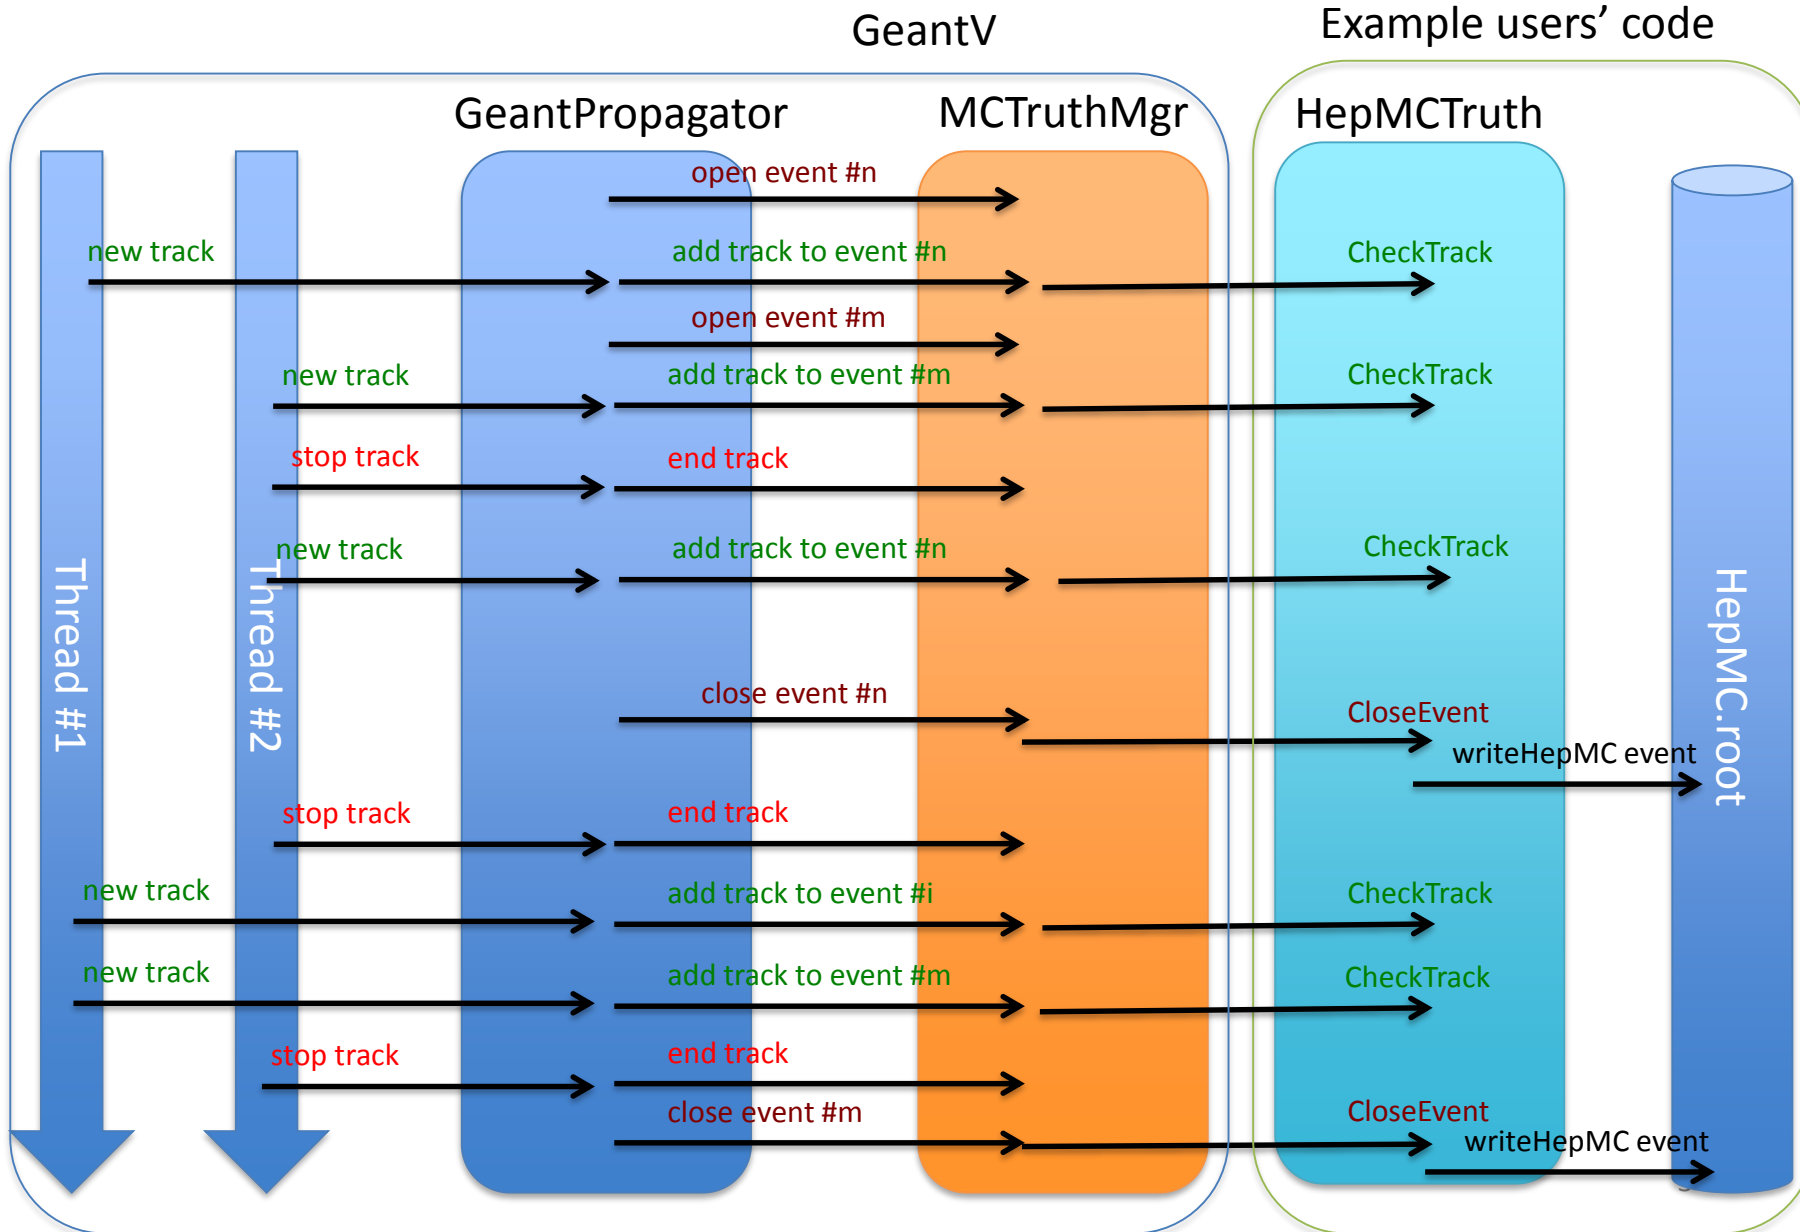 GeantV
Example users’ code
GeantPropagator
MCTruthMgr
HepMCTruth
open event #n
new track
add track to event #n
CheckTrack
open event #m
new track
add track to event #m
CheckTrack
stop track
end track
new track
add track to event #n
CheckTrack
Thread #1
Thread #2
HepMC.root
close event #n
CloseEvent
writeHepMC event
stop track
end track
new track
add track to event #i
CheckTrack
new track
add track to event #m
CheckTrack
stop track
end track
close event #m
CloseEvent
writeHepMC event